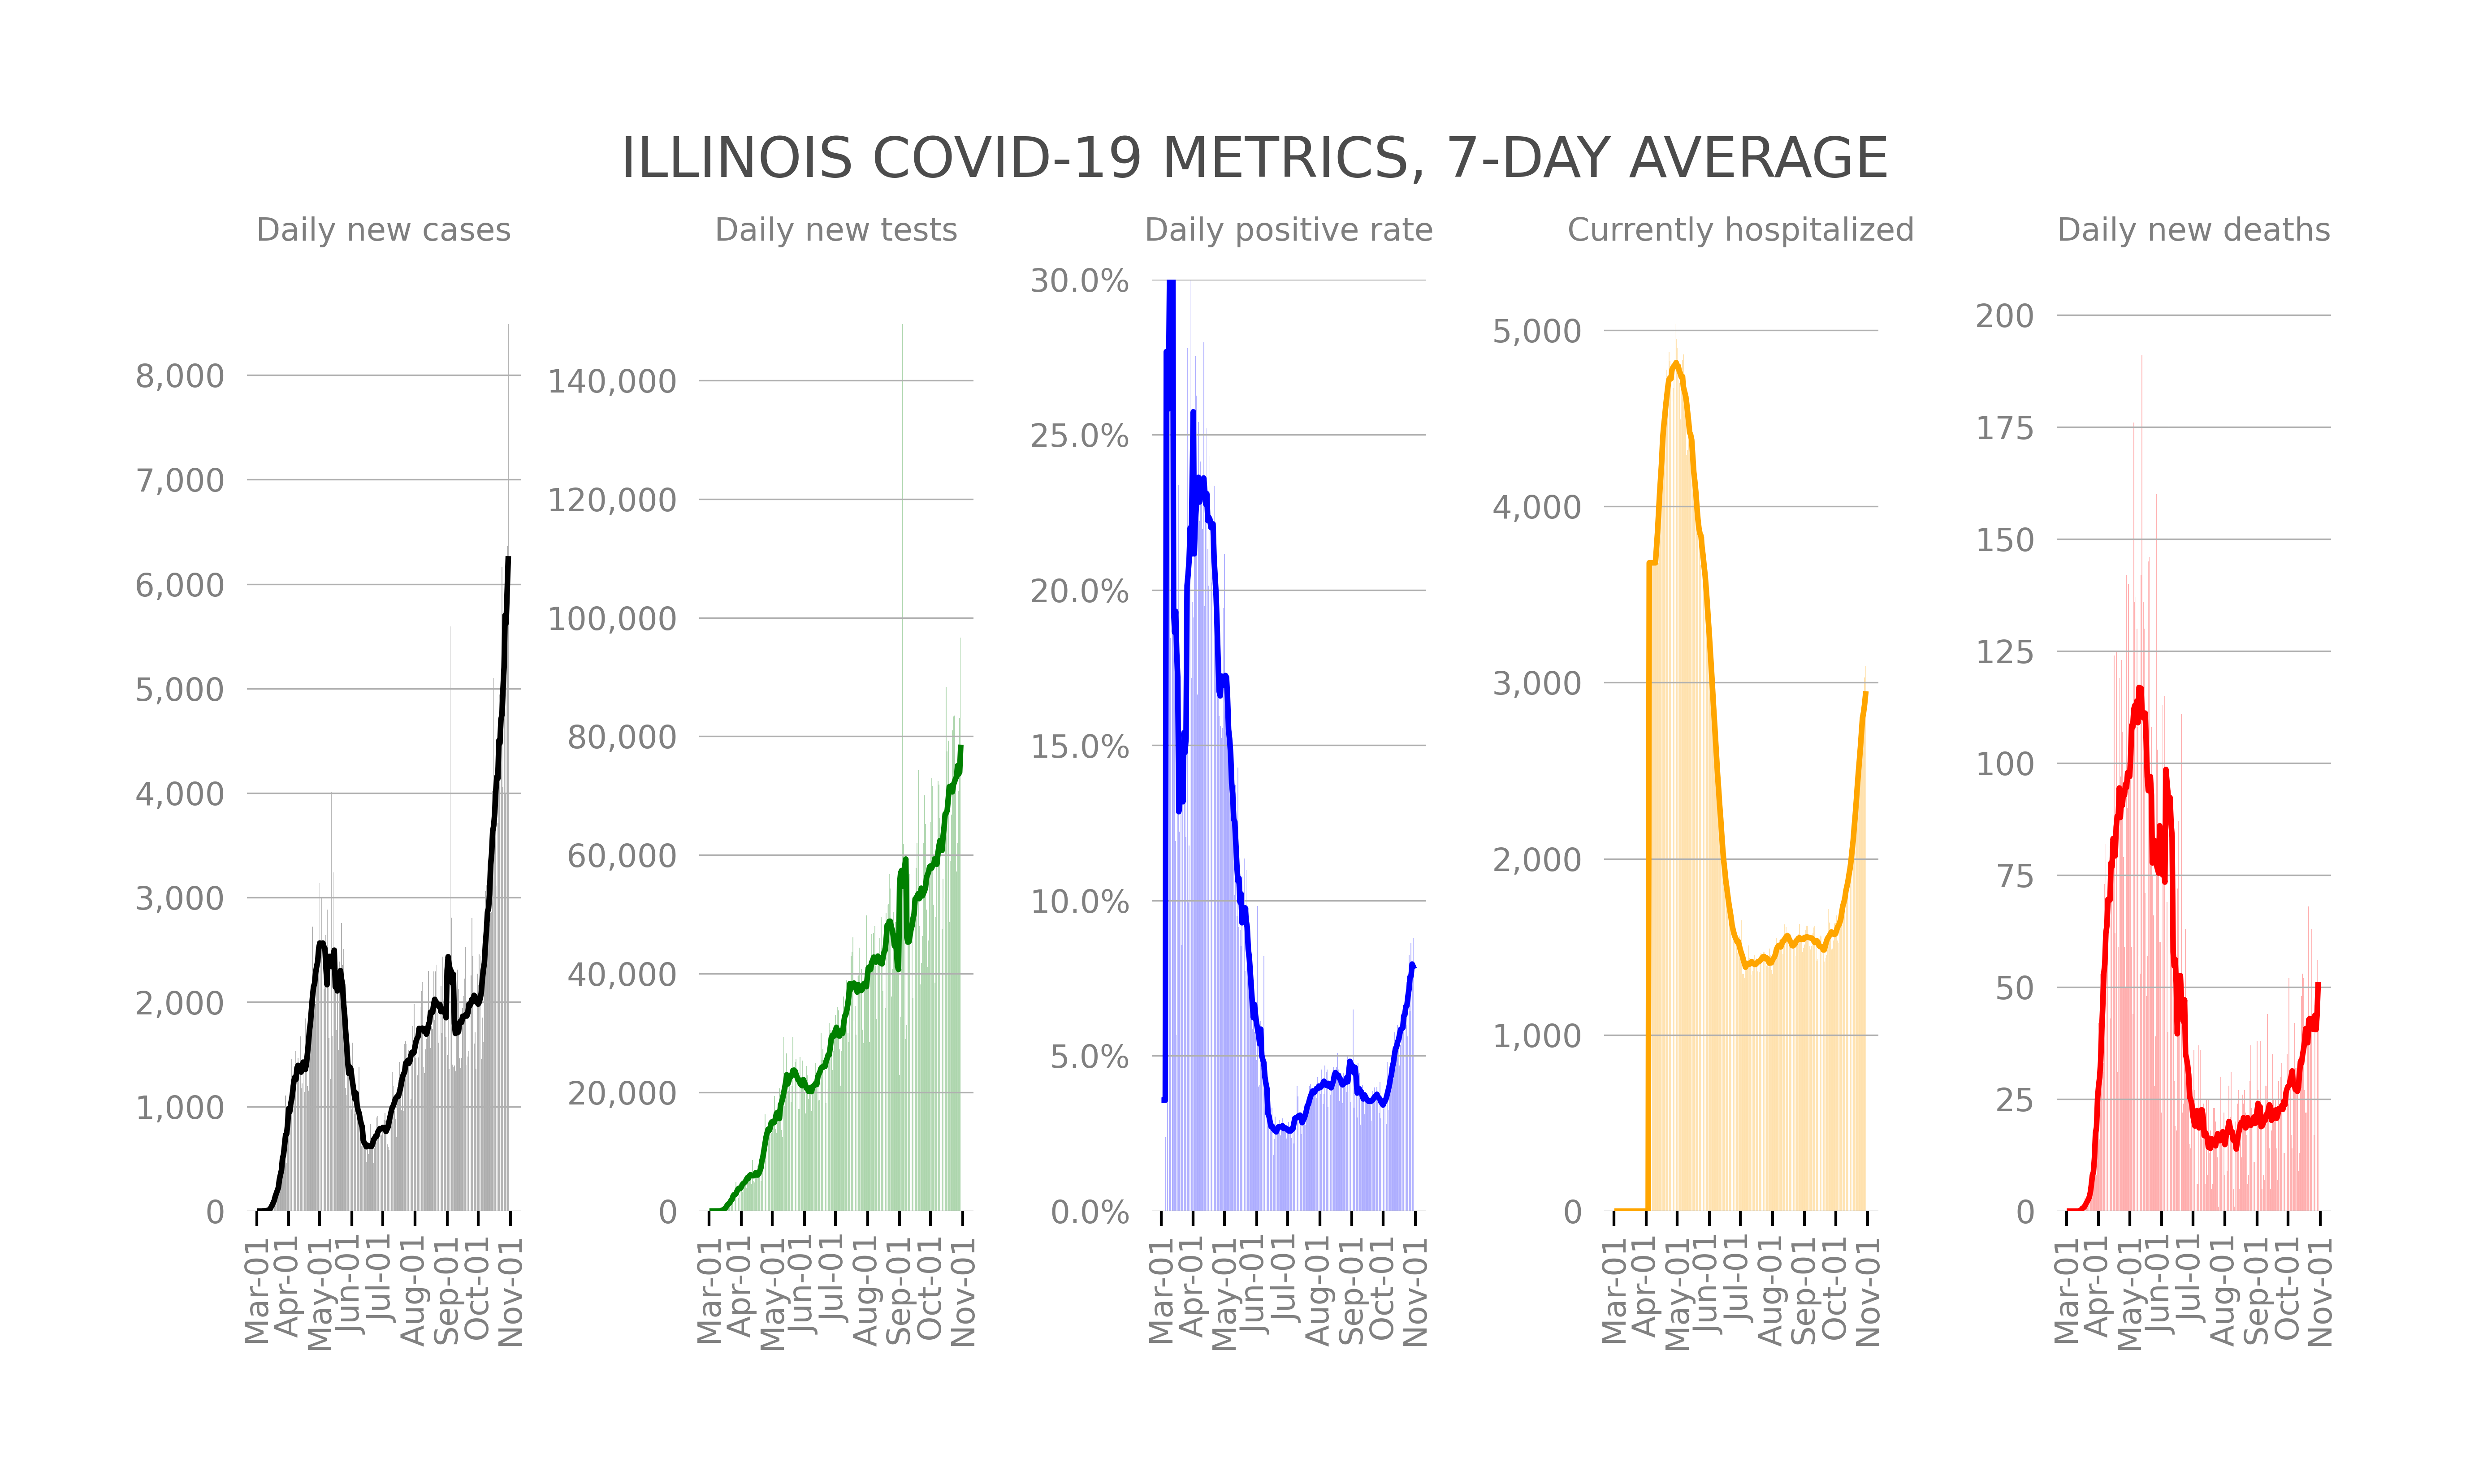 ILLINOIS COVID-19 METRICS, 7-DAY AVERAGE
Daily new cases
8,000
7,000
6,000
5,000
4,000
3,000
2,000
1,000
0
Mar-01
Apr-01
May-01
Jun-01
Jul-01
Aug-01
Sep-01
Oct-01
Nov-01
Daily new tests
140,000
120,000
100,000
80,000
60,000
40,000
20,000
0
Mar-01
Apr-01
May-01
Jun-01
Jul-01
Aug-01
Sep-01
Oct-01
Nov-01
Daily positive rate
30.0%
25.0%
20.0%
15.0%
10.0%
5.0%
0.0%
Mar-01
Apr-01
May-01
Jun-01
Jul-01
Aug-01
Sep-01
Oct-01
Nov-01
Currently hospitalized
5,000
4,000
3,000
2,000
1,000
0
Mar-01
Apr-01
May-01
Jun-01
Jul-01
Aug-01
Sep-01
Oct-01
Nov-01
Daily new deaths
200
175
150
125
100
75
50
25
0
Mar-01
Apr-01
May-01
Jun-01
Jul-01
Aug-01
Sep-01
Oct-01
Nov-01